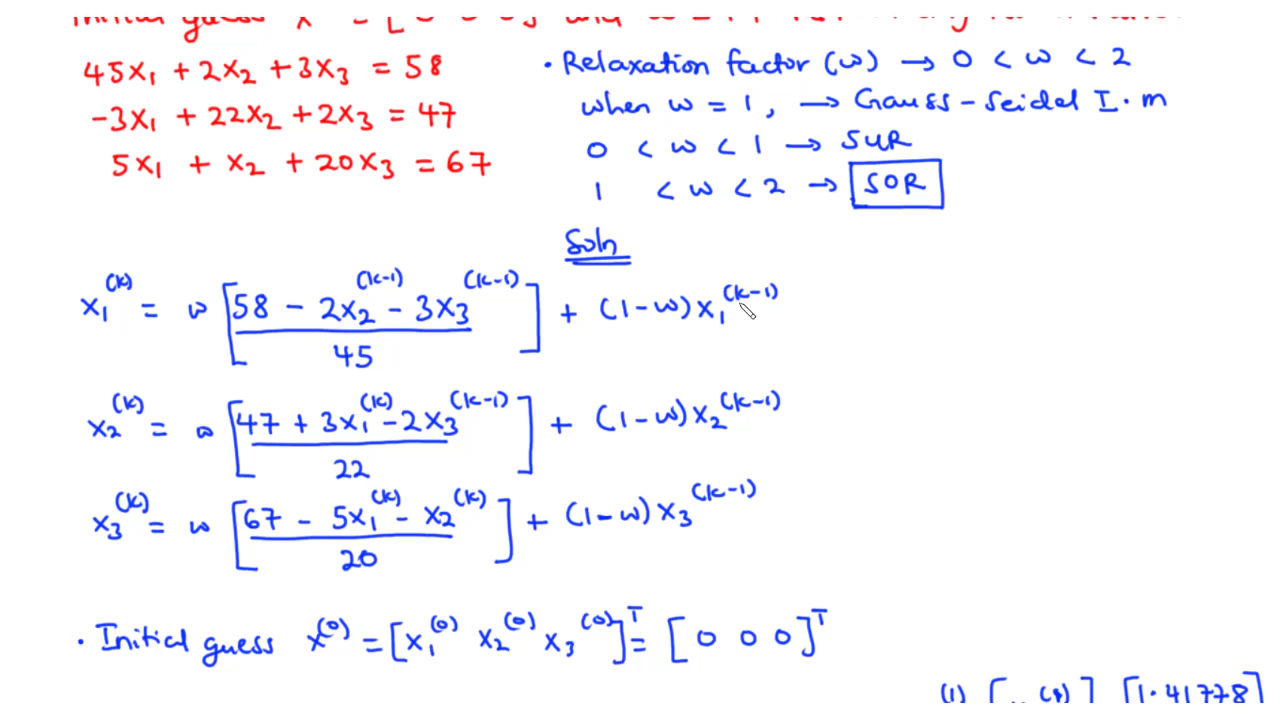 45x₁ + 2x₂ + 3x₃ = 58
-3x₁ + 22x₂ + 2x₃ = 47
5x₁ + x₂ + 20x₃ = 67
• Relaxation factor (w) → 0 < w < 2
when w = 1, → Gauss-Seidel I.m
0 < w < 1 → SUR
1 < w < 2 → SOR
Soln
x₁^(k) = w [58 - 2x₂^(k-1) - 3x₃^(k-1) / 45] + (1-w)x₁^(k-1)
x₂^(k) = w [47 + 3x₁^(k) - 2x₃^(k-1) / 22] + (1-w)x₂^(k-1)
x₃^(k) = w [67 - 5x₁^(k) - x₂^(k) / 20] + (1-w)x₃^(k-1)
• Initial guess x^(0) = [x₁^(0) x₂^(0) x₃^(0)]^T = [0 0 0]^T